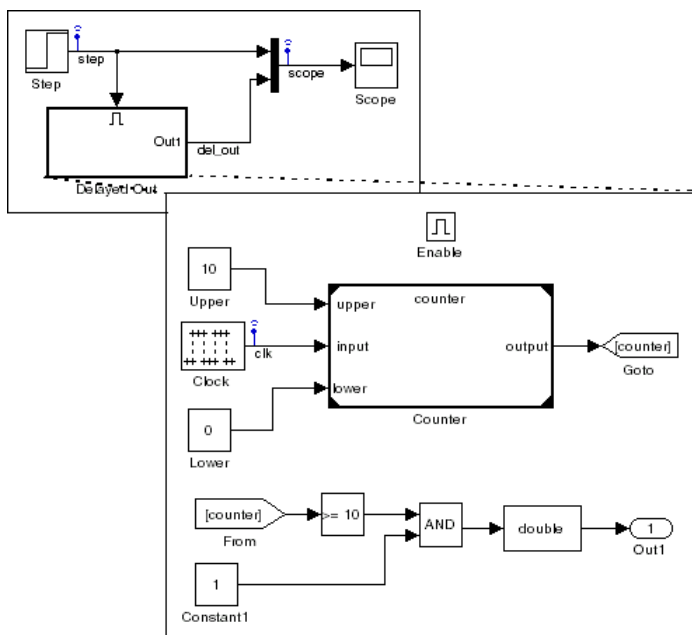 step
scope
Step
Scope
Out1
del_out
Delayed Out
Enable
10
Upper
upper
counter
input
output
[counter]
clk
Clock
Goto
lower
0
Counter
Lower
[counter]
>= 10
AND
double
1
From
Out1
1
Constant1